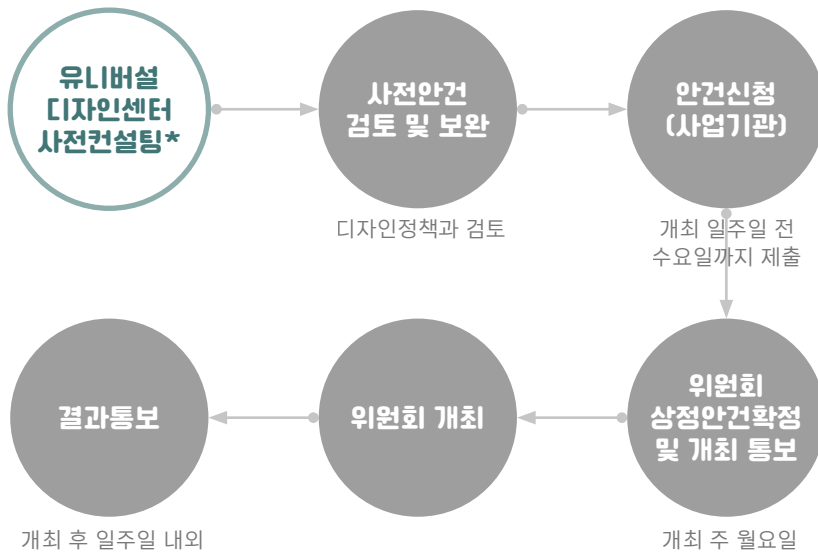 유니버설
디자인센터
사전컨설팅*
사전안건
검토 및 보완
디자인정책과 검토
안건신청
(사업기관)
개최 일주일 전
수요일까지 제출
위원회
상정안건확정
및 개최 통보
개최 주 월요일
위원회 개최
결과통보
개최 후 일주일 내외